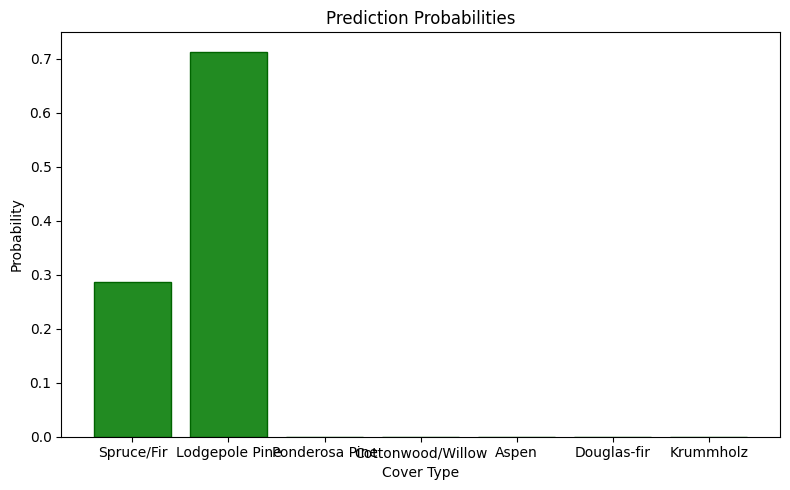 Prediction Probabilities
Probability
0.7
0.6
0.5
0.4
0.3
0.2
0.1
0.0
Spruce/Fir Lodgepole Pine Ponderosa Pine Cottonwood/Willow Aspen Douglas-fir Krummholz
Cover Type